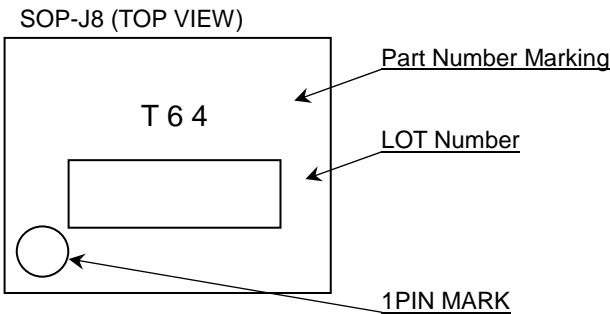 SOP-J8 (TOP VIEW)
Part Number Marking
T 6 4
LOT Number
1PIN MARK